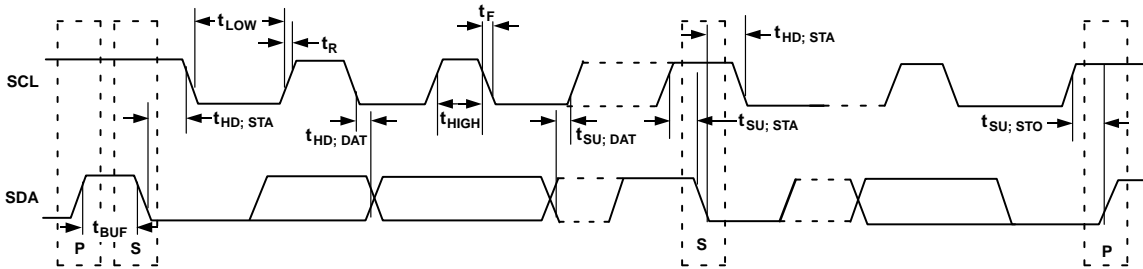 tLOW
tR
tF
tHD; STA
SCL
tHD; STA
tHD; DAT
tHIGH
tSU; DAT
tSU; STA
tSU; STO
SDA
tBUF
P
S
S
P